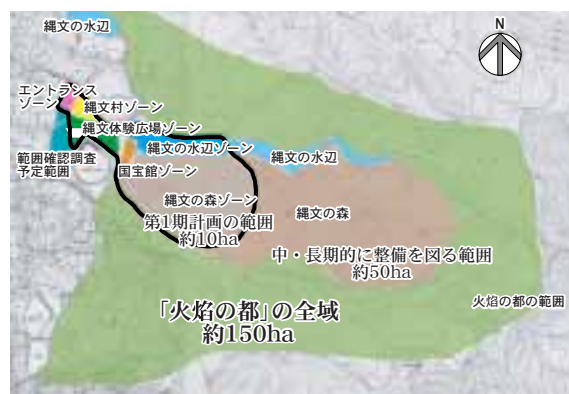 縄文の水辺
N
エントランス
ゾーン
縄文村ゾーン
縄文体験広場ゾーン
縄文の水辺ゾーン
縄文の水辺
範囲確認調査
予定範囲
国宝館ゾーン
縄文の森ゾーン
縄文の森
第1期計画の範囲
約10ha
中・長期的に整備を図る範囲
約50ha
火焰の都の範囲
「火焰の都」の全域
約150ha